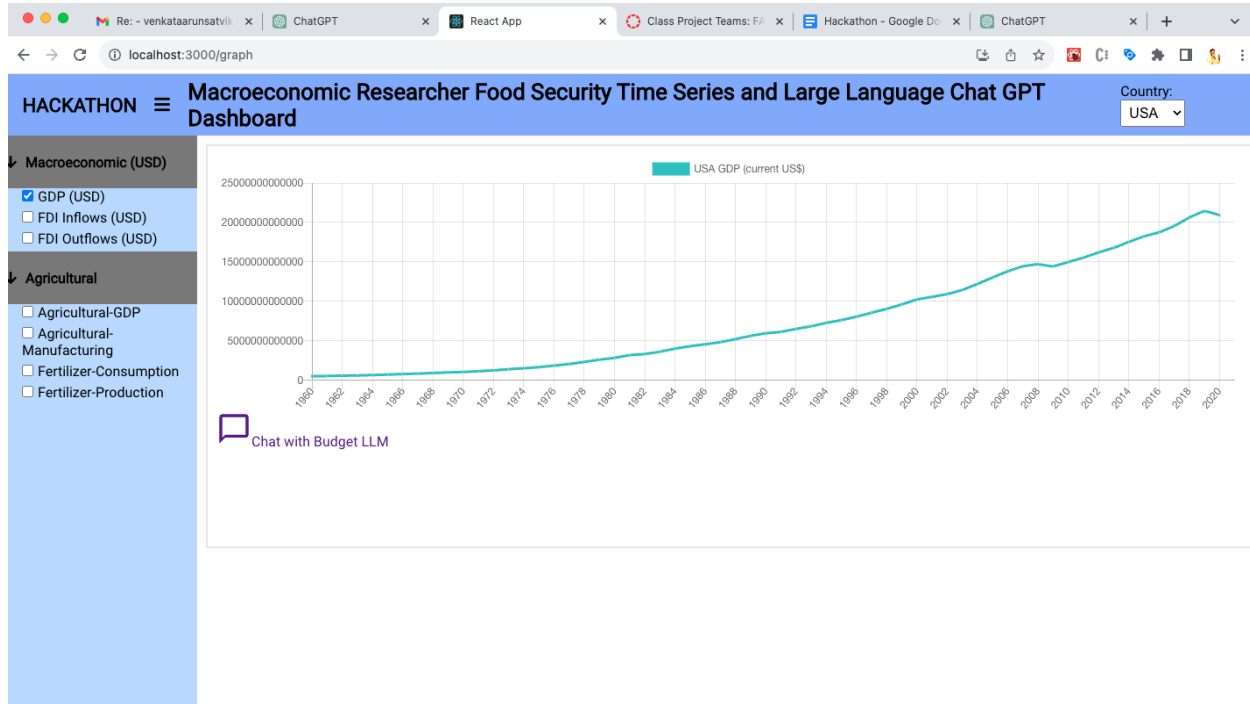 Re: - venkataarunsatvik
ChatGPT
React App
Class Project Teams: FA
Hackathon - Google Do
ChatGPT
localhost:3000/graph
HACKATHON
Macroeconomic Researcher Food Security Time Series and Large Language Chat GPT
Dashboard
Country:
USA
Macroeconomic (USD)
GDP (USD)
FDI Inflows (USD)
FDI Outflows (USD)
Agricultural
Agricultural-GDP
Agricultural-
Manufacturing
Fertilizer-Consumption
Fertilizer-Production
USA GDP (current US$)
25000000000000
20000000000000
15000000000000
10000000000000
5000000000000
0
1960 1962 1964 1966 1968 1970 1972 1974 1976 1978 1980 1982 1984 1986 1988 1990 1992 1994 1996 1998 2000 2002 2004 2006 2008 2010 2012 2014 2016 2018 2020
Chat with Budget LLM